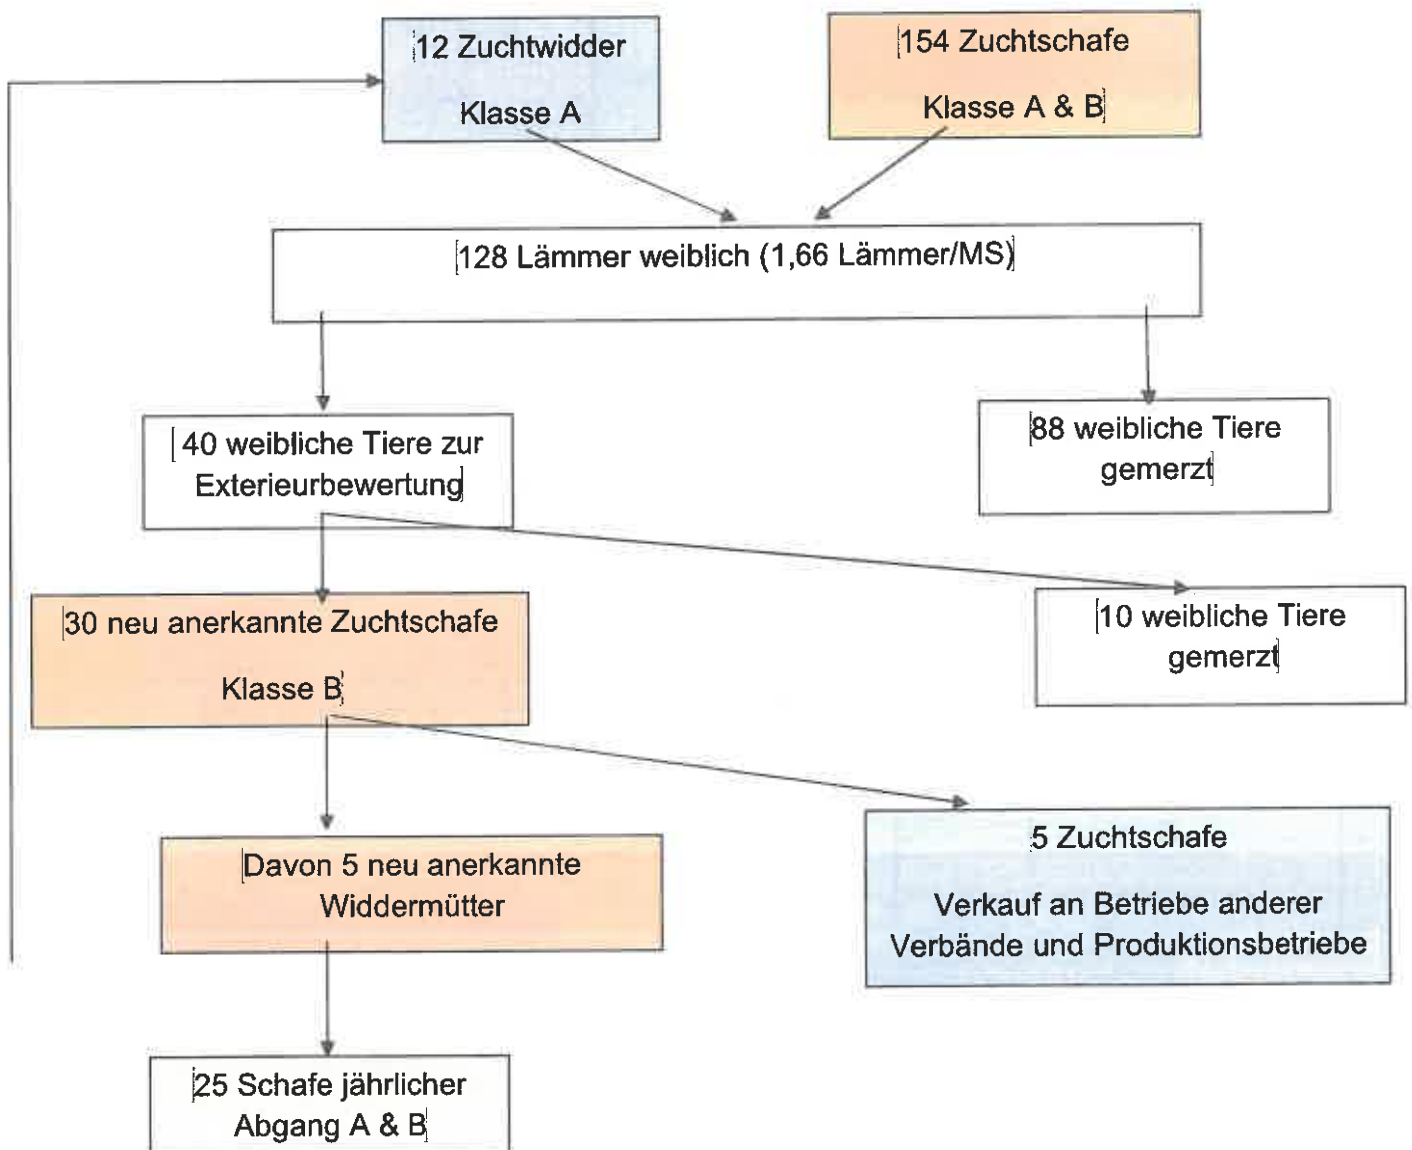 12 Zuchtwidder
Klasse A
154 Zuchtschafe
Klasse A & B
128 Lämmer weiblich (1,66 Lämmer/MS)
40 weibliche Tiere zur
Exterieurbewertung
88 weibliche Tiere
gemerzt
30 neu anerkannte Zuchtschafe
Klasse B
10 weibliche Tiere
gemerzt
Davon 5 neu anerkannte
Widdermütter
5 Zuchtschafe
Verkauf an Betriebe anderer
Verbände und Produktionsbetriebe
25 Schafe jährlicher
Abgang A & B